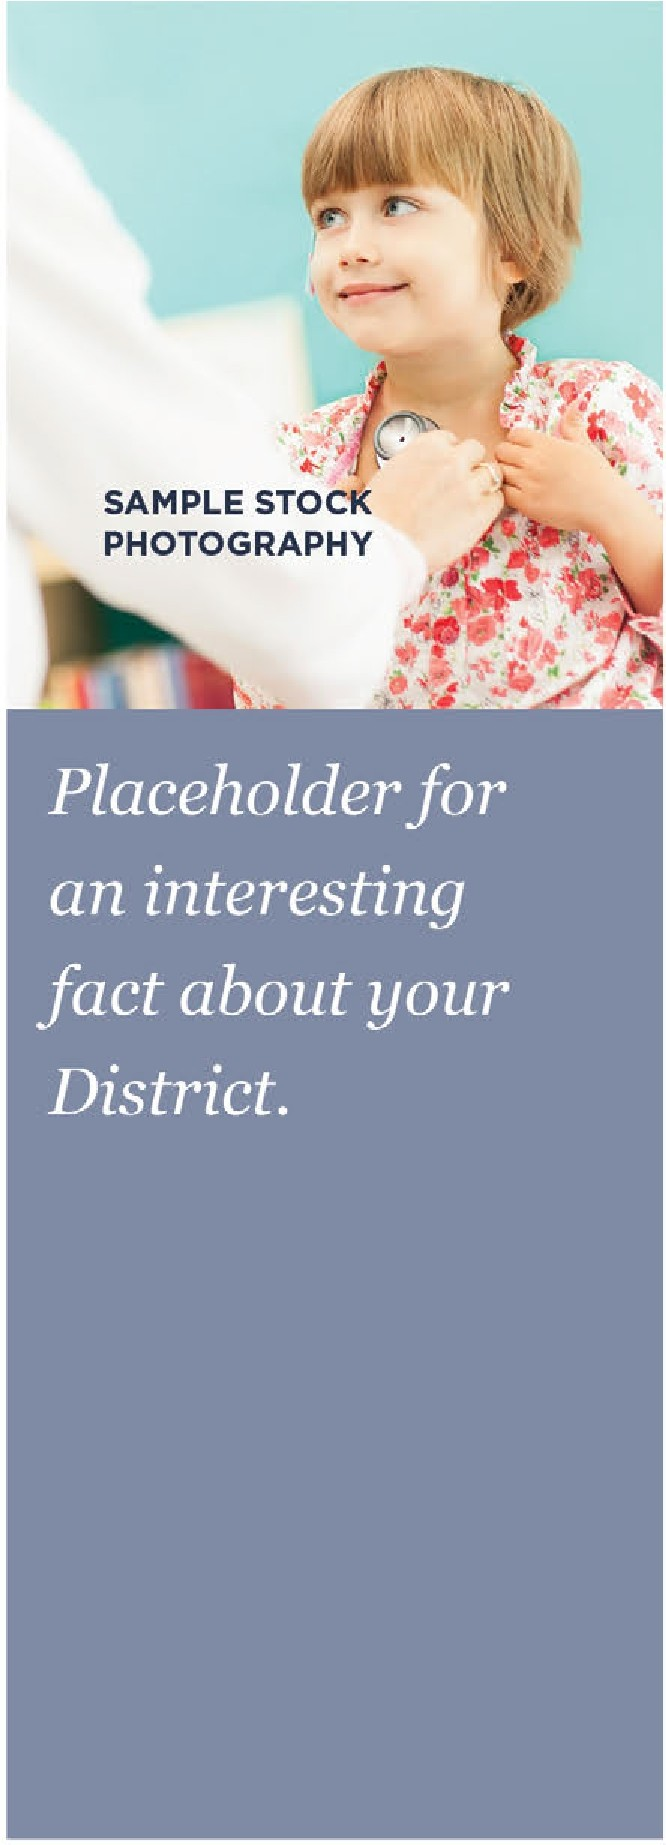 SAMPLE STOCK
PHOTOGRAPHY
Placeholder for
an interesting
fact about your
District.